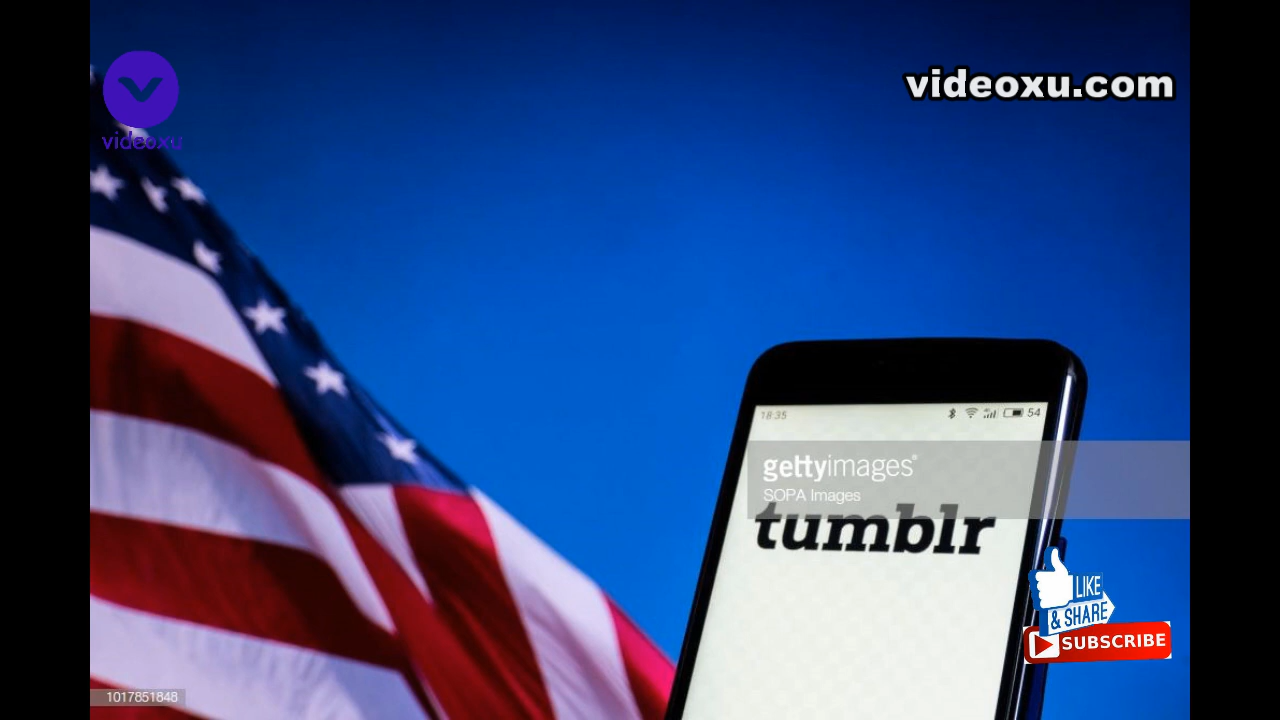 videoxu
videoxu.com
18:35
54
gettyimages®
SOPA Images
tumblr
LIKE
& SHARE
SUBSCRIBE
1017851848